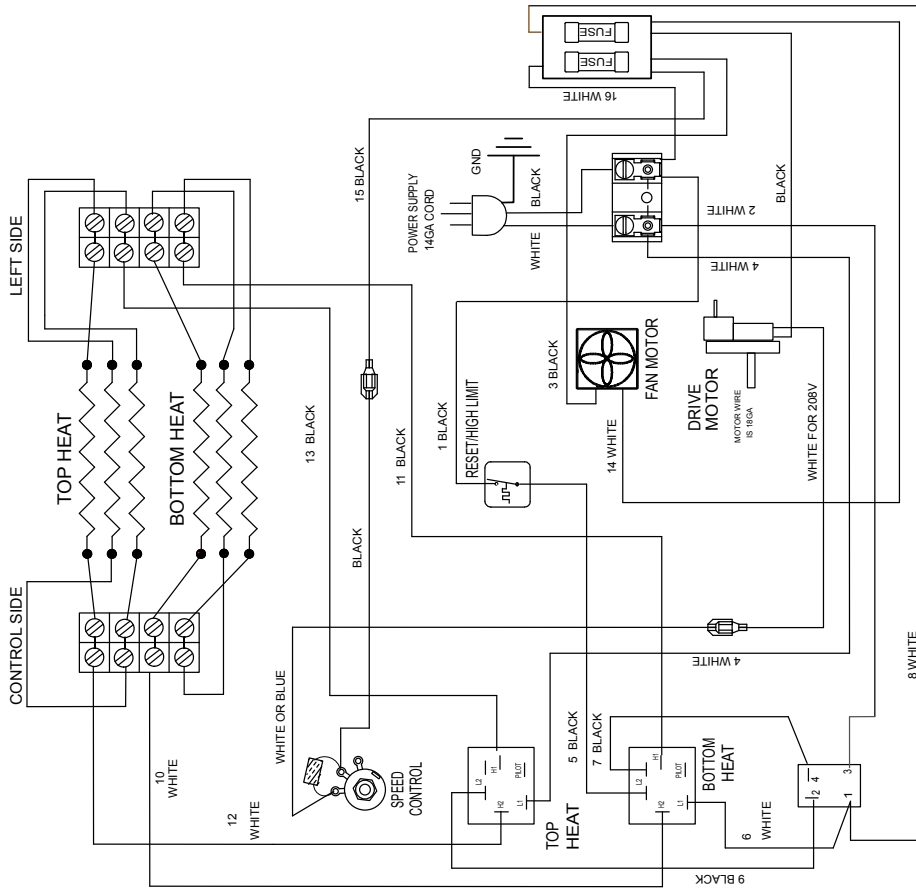 LEFT SIDE
TOP HEAT
BOTTOM HEAT
CONTROL SIDE
FUSE
FUSE
16 WHITE
BLACK
15 BLACK
GND
POWER SUPPLY
14GA CORD
BLACK
WHITE
2 WHITE
4 WHITE
BLACK
13 BLACK
11 BLACK
1 BLACK
RESET/HIGH LIMIT
3 BLACK
14 WHITE
FAN MOTOR
DRIVE
MOTOR
MOTOR WIRE
IS 18GA
WHITE FOR 208V
BLACK
WHITE OR BLUE
SPEED
CONTROL
10
WHITE
12
WHITE
L2
H1
PILOT
H2
L1
TOP
HEAT
5 BLACK
7 BLACK
L2
H1
PILOT
H2
L1
BOTTOM
HEAT
4 WHITE
6
WHITE
9 BLACK
2
4
1
3
8 WHITE